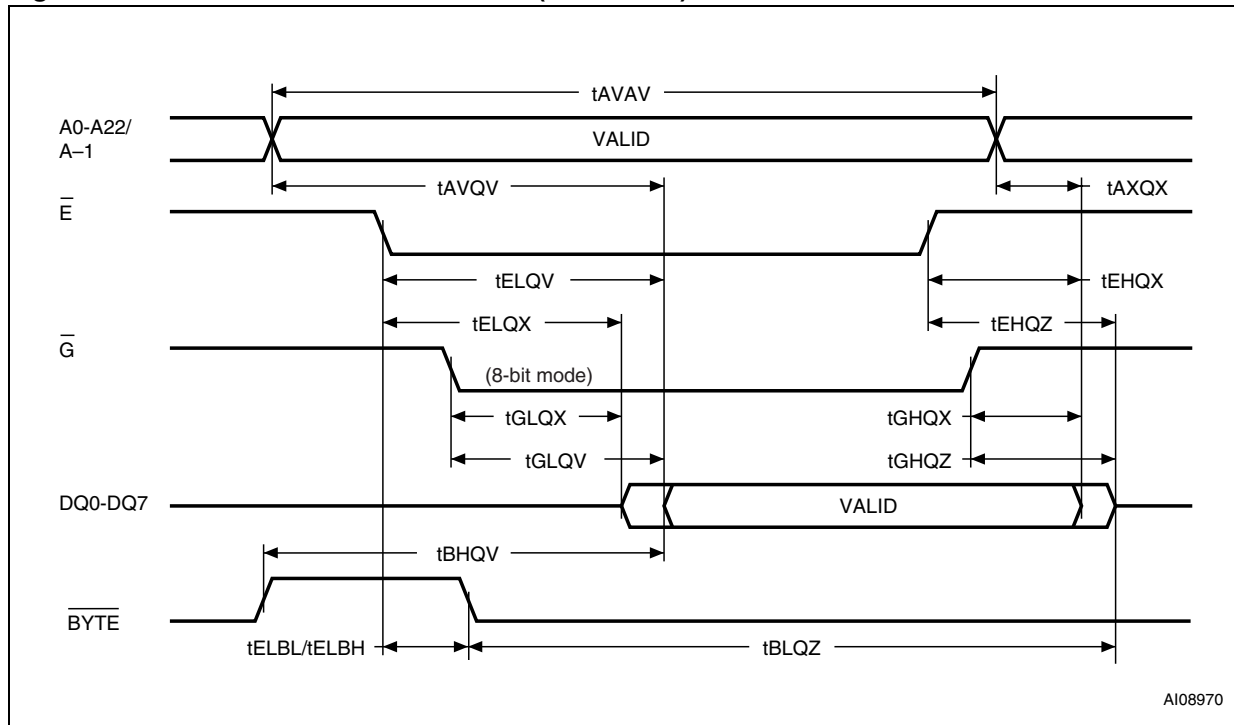 tAVAV
A0-A22/
A–1
VALID
tAVQV
tAXQX
E
tELQV
tEHQX
tELQX
tEHQZ
G
(8-bit mode)
tGLQX
tGHQX
tGLQV
tGHQZ
DQ0-DQ7
VALID
tBHQV
BYTE
tELBL/tELBH
tBLQZ
AI08970